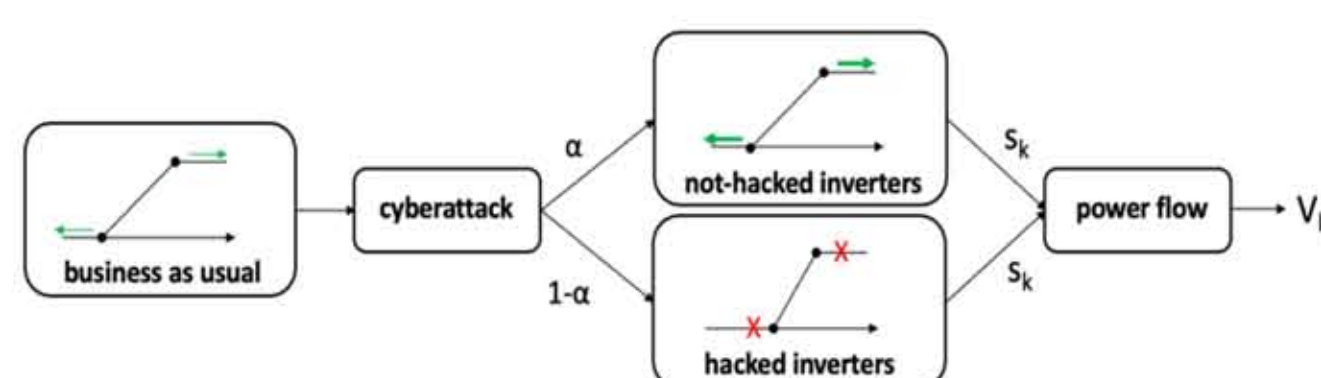 business as usual
cyberattack
α
1-α
not-hacked inverters
hacked inverters
s_k
s_k
power flow